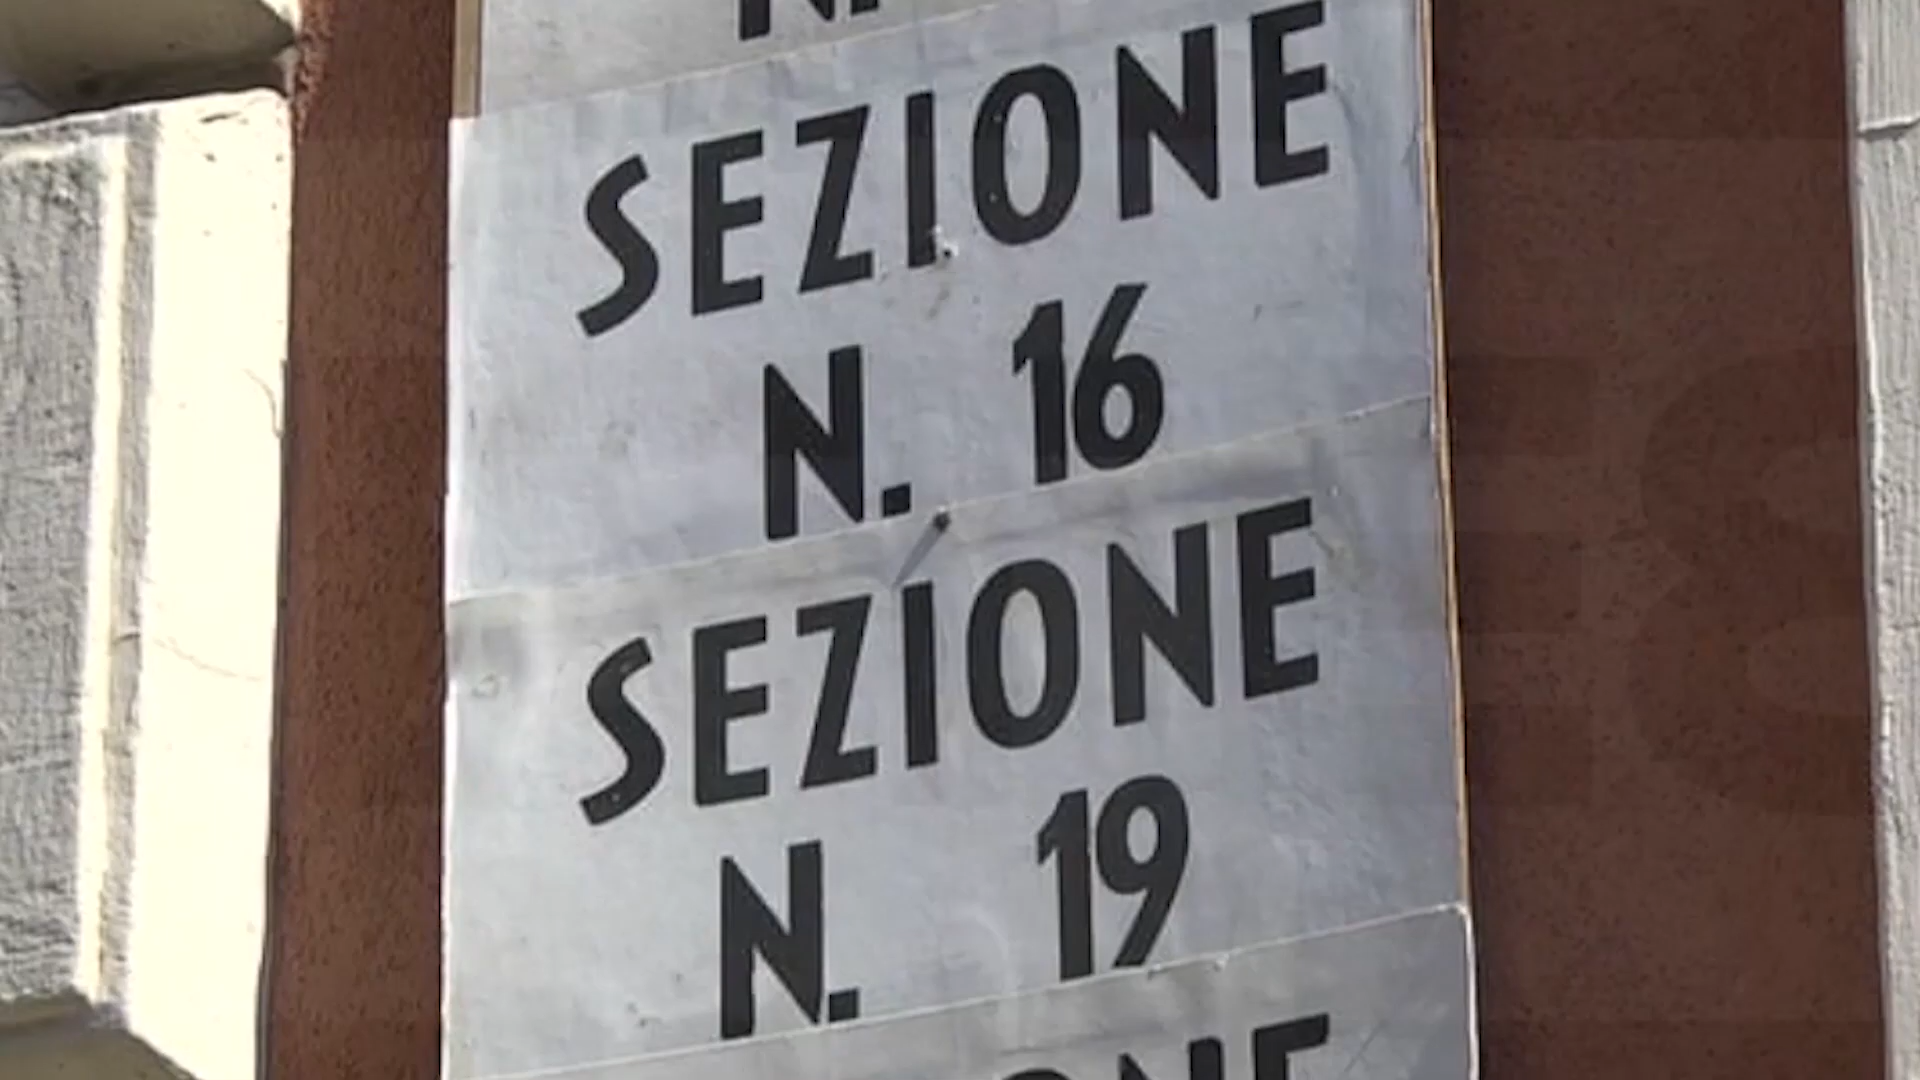 N.
SEZIONE
N. 16
SEZIONE
N. 19